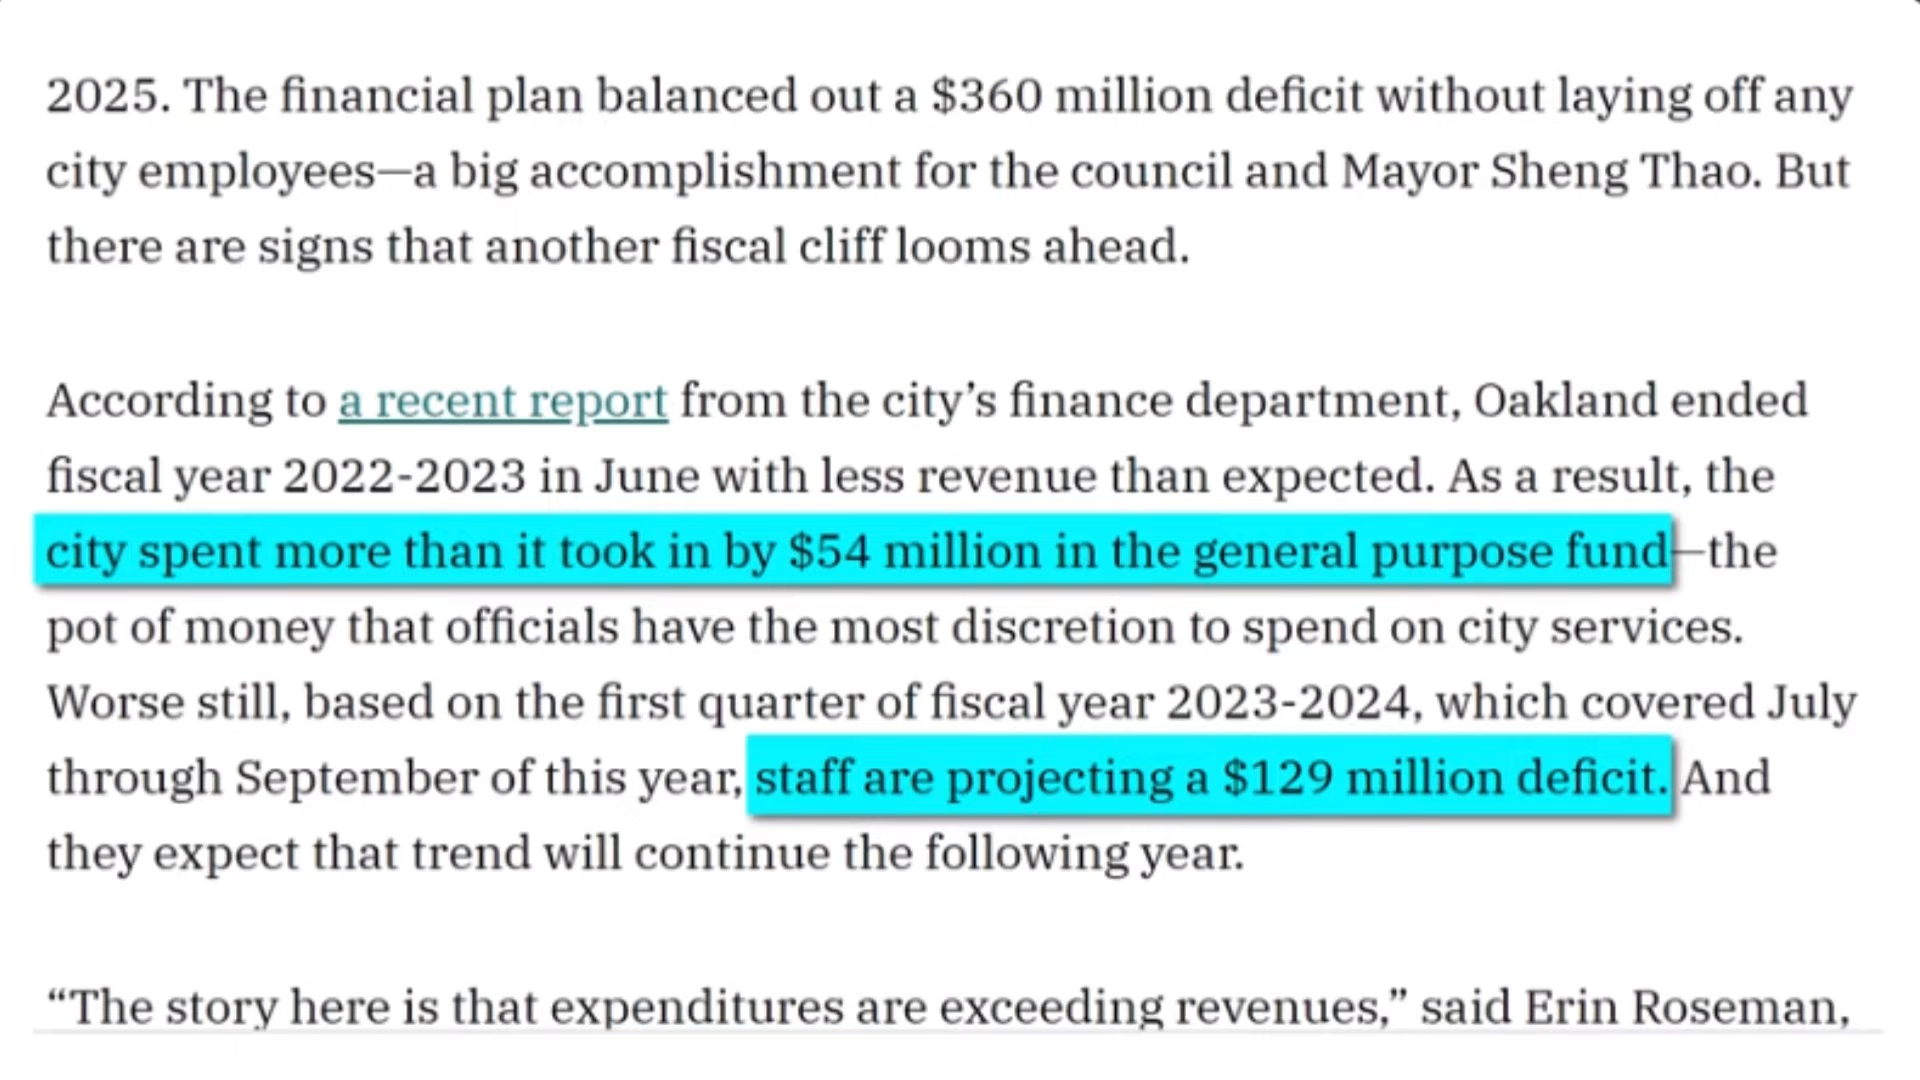 2025. The financial plan balanced out a $360 million deficit without laying off any
city employees—a big accomplishment for the council and Mayor Sheng Thao. But
there are signs that another fiscal cliff looms ahead.
According to a recent report from the city’s finance department, Oakland ended
fiscal year 2022-2023 in June with less revenue than expected. As a result, the
city spent more than it took in by $54 million in the general purpose fund—the
pot of money that officials have the most discretion to spend on city services.
Worse still, based on the first quarter of fiscal year 2023-2024, which covered July
through September of this year, staff are projecting a $129 million deficit. And
they expect that trend will continue the following year.
“The story here is that expenditures are exceeding revenues,” said Erin Roseman,